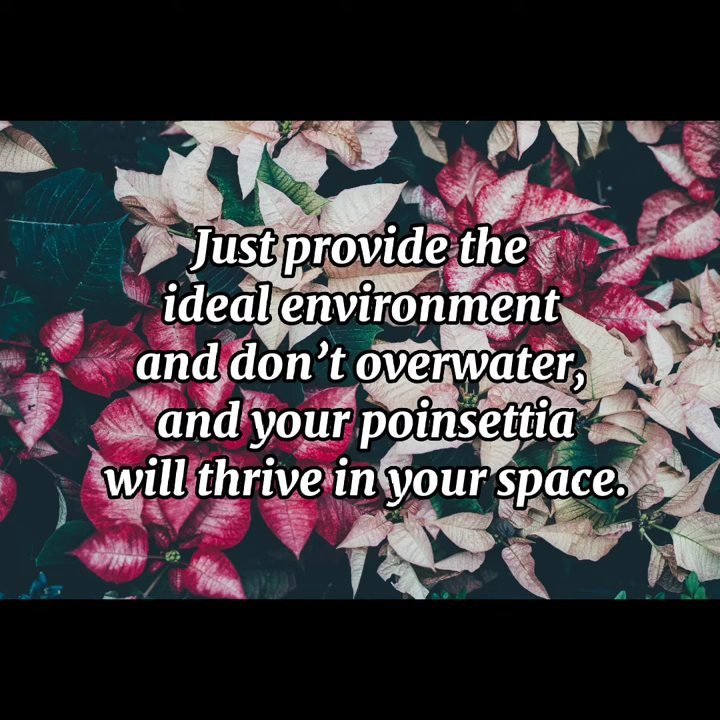 Just provide the
ideal environment
and don’t overwater,
and your poinsettia
will thrive in your space.